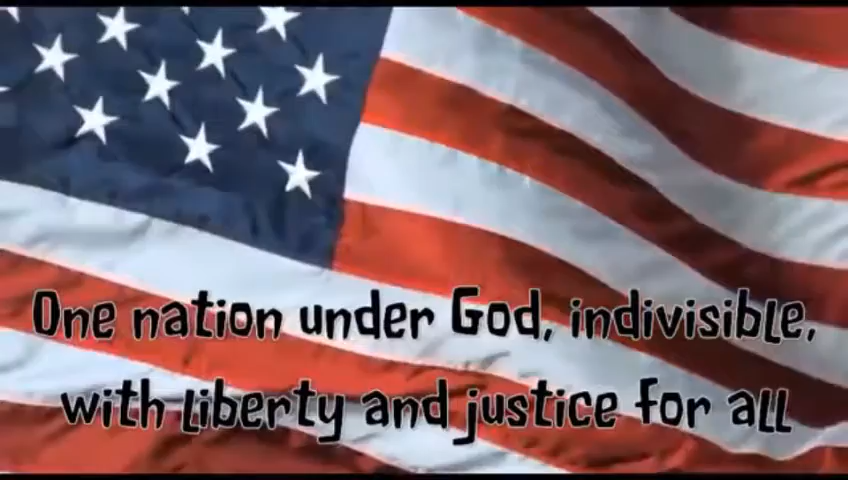 One nation under God, indivisible,
with liberty and justice for all